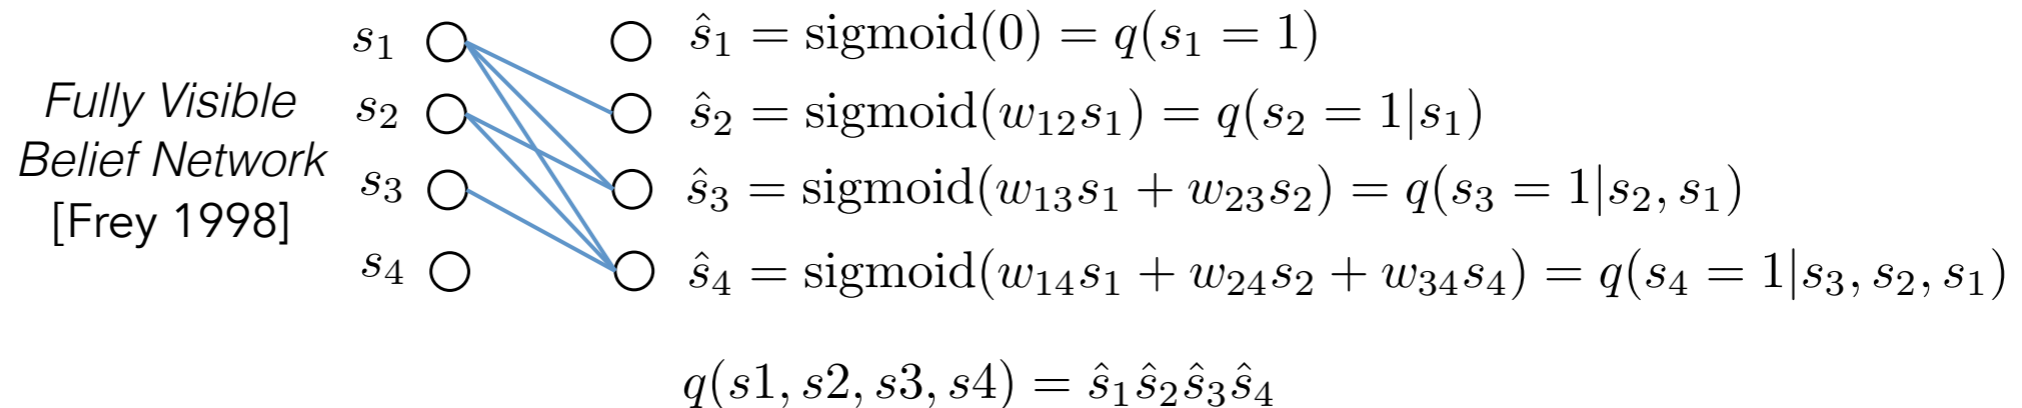 s₁ ŝ₁ = sigmoid(0) = q(s₁ = 1)
Fully Visible
Belief Network
[Frey 1998]
s₂ ŝ₂ = sigmoid(w₁₂s₁) = q(s₂ = 1|s₁)
s₃ ŝ₃ = sigmoid(w₁₃s₁ + w₂₃s₂) = q(s₃ = 1|s₂, s₁)
s₄ ŝ₄ = sigmoid(w₁₄s₁ + w₂₄s₂ + w₃₄s₄) = q(s₄ = 1|s₃, s₂, s₁)
q(s1, s2, s3, s4) = ŝ₁ŝ₂ŝ₃ŝ₄